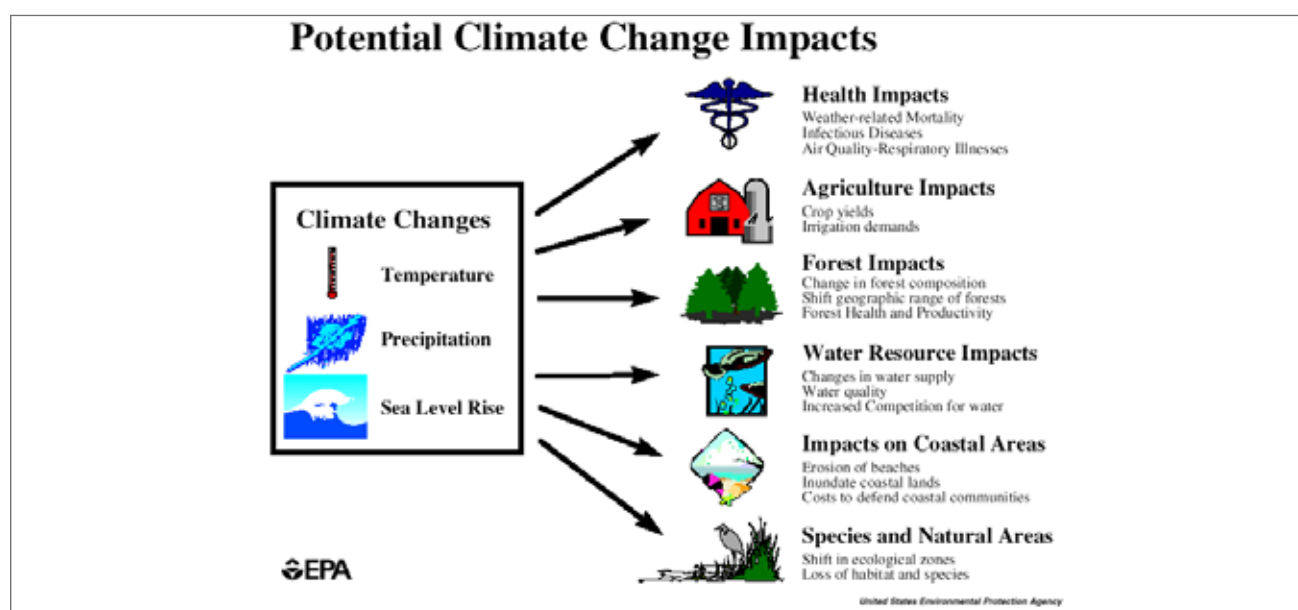 Potential Climate Change Impacts
Climate Changes
Temperature
Precipitation
Sea Level Rise
Health Impacts
Weather-related Mortality
Infectious Diseases
Air Quality-Respiratory Illnesses
Agriculture Impacts
Crop yields
Irrigation demands
Forest Impacts
Change in forest composition
Shift geographic range of forests
Forest Health and Productivity
Water Resource Impacts
Changes in water supply
Water quality
Increased Competition for water
Impacts on Coastal Areas
Erosion of beaches
Inundate coastal lands
Costs to defend coastal communities
Species and Natural Areas
Shift in ecological zones
Loss of habitat and species
EPA
United States Environmental Protection Agency